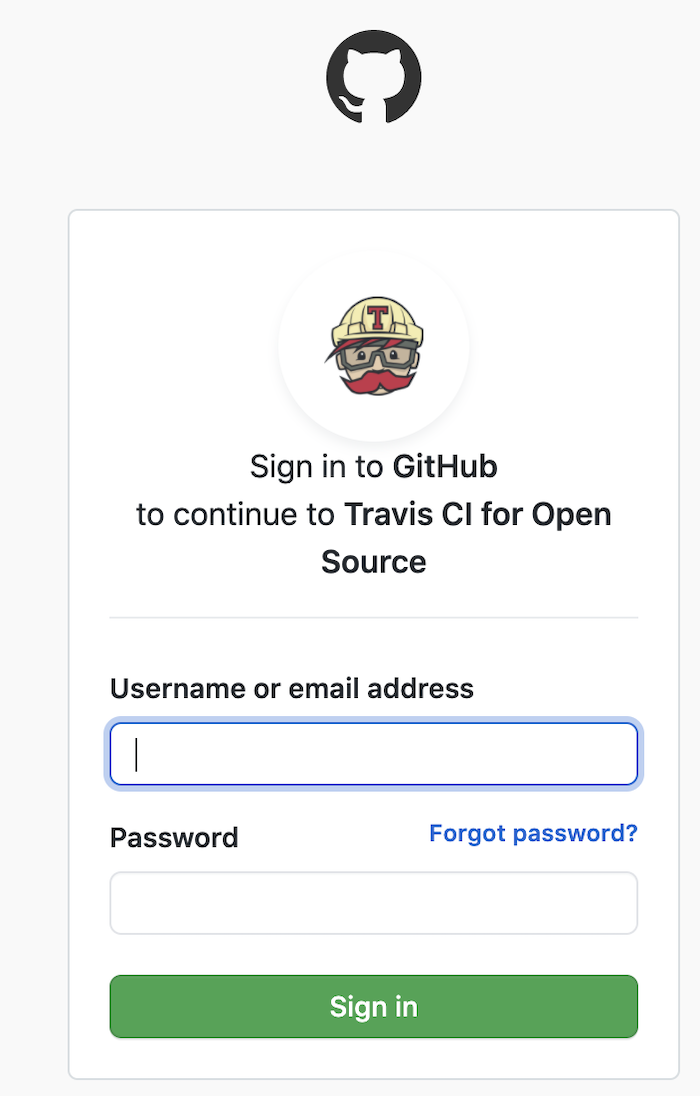 T
Sign in to GitHub
to continue to Travis CI for Open
Source
Username or email address
Password
Forgot password?
Sign in